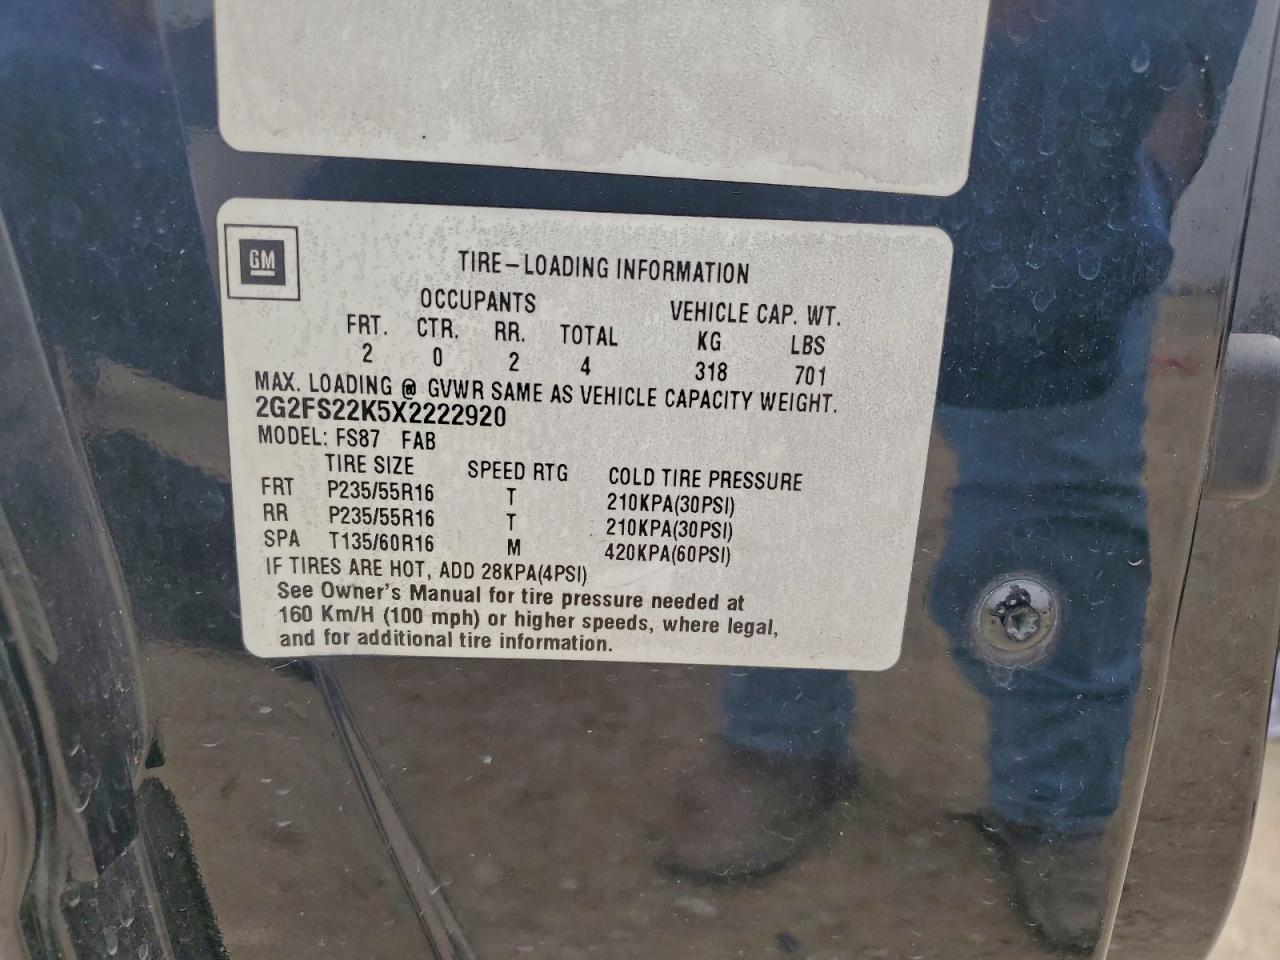 GM
TIRE-LOADING INFORMATION
OCCUPANTS VEHICLE CAP. WT.
FRT. CTR. RR. TOTAL KG LBS
2 0 2 4 318 701
MAX. LOADING @ GVWR SAME AS VEHICLE CAPACITY WEIGHT.
2G2FS22K5X2222920
MODEL: FS87 FAB
TIRE SIZE SPEED RTG COLD TIRE PRESSURE
FRT P235/55R16 T 210KPA(30PSI)
RR P235/55R16 T 210KPA(30PSI)
SPA T135/60R16 M 420KPA(60PSI)
IF TIRES ARE HOT, ADD 28KPA(4PSI)
See Owner's Manual for tire pressure needed at
160 Km/H (100 mph) or higher speeds, where legal,
and for additional tire information.